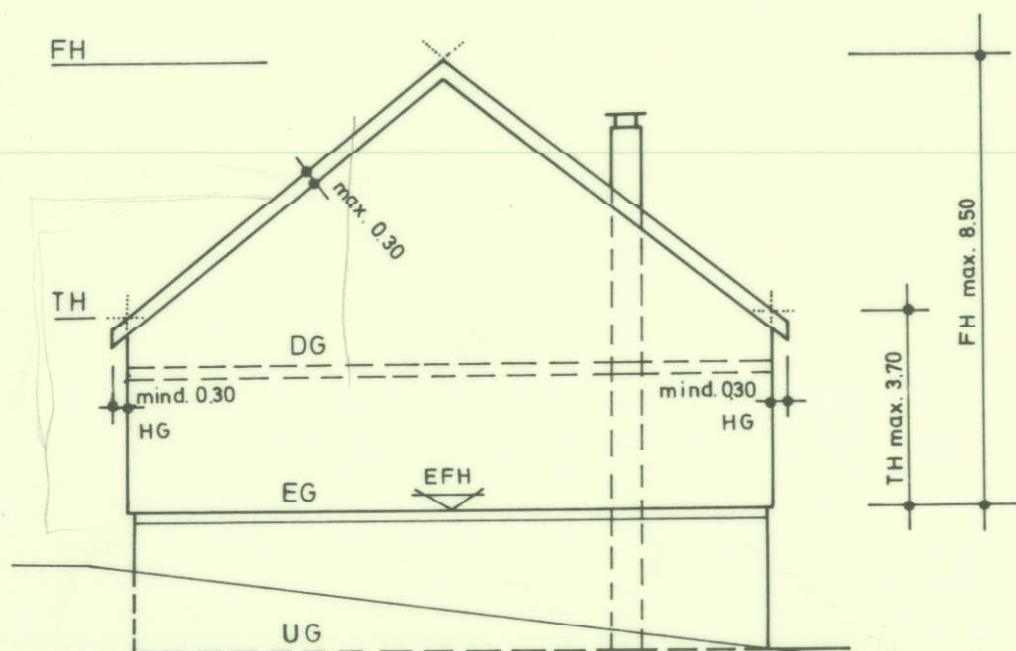 FH
max. 0.30
FH max. 8.50
TH
TH max. 3.70
DG
mind. 0.30
mind. 0.30
HG
HG
EFH
EG
UG